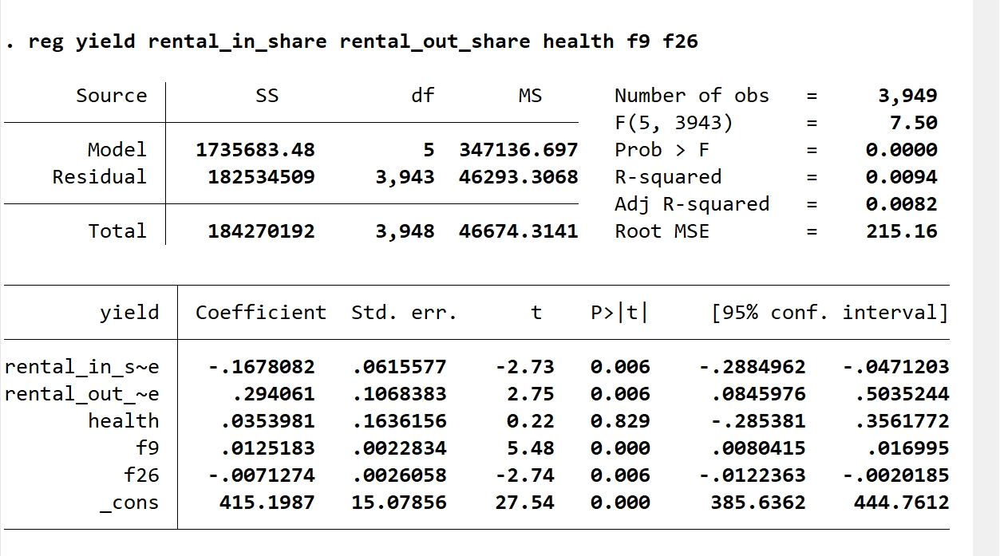 . reg yield rental_in_share rental_out_share health f9 f26
Source SS df MS Number of obs = 3,949
F(5, 3943) = 7.50
Model 1735683.48 5 347136.697 Prob > F = 0.0000
Residual 182534509 3,943 46293.3068 R-squared = 0.0094
Adj R-squared = 0.0082
Total 184270192 3,948 46674.3141 Root MSE = 215.16
yield Coefficient Std. err. t P>|t| [95% conf. interval]
rental_in_s~e -.1678082 .0615577 -2.73 0.006 -.2884962 -.0471203
rental_out_~e .294061 .1068383 2.75 0.006 .0845976 .5035244
health .0353981 .1636156 0.22 0.829 -.285381 .3561772
f9 .0125183 .0022834 5.48 0.000 .0080415 .016995
f26 -.0071274 .0026058 -2.74 0.006 -.0122363 -.0020185
_cons 415.1987 15.07856 27.54 0.000 385.6362 444.7612